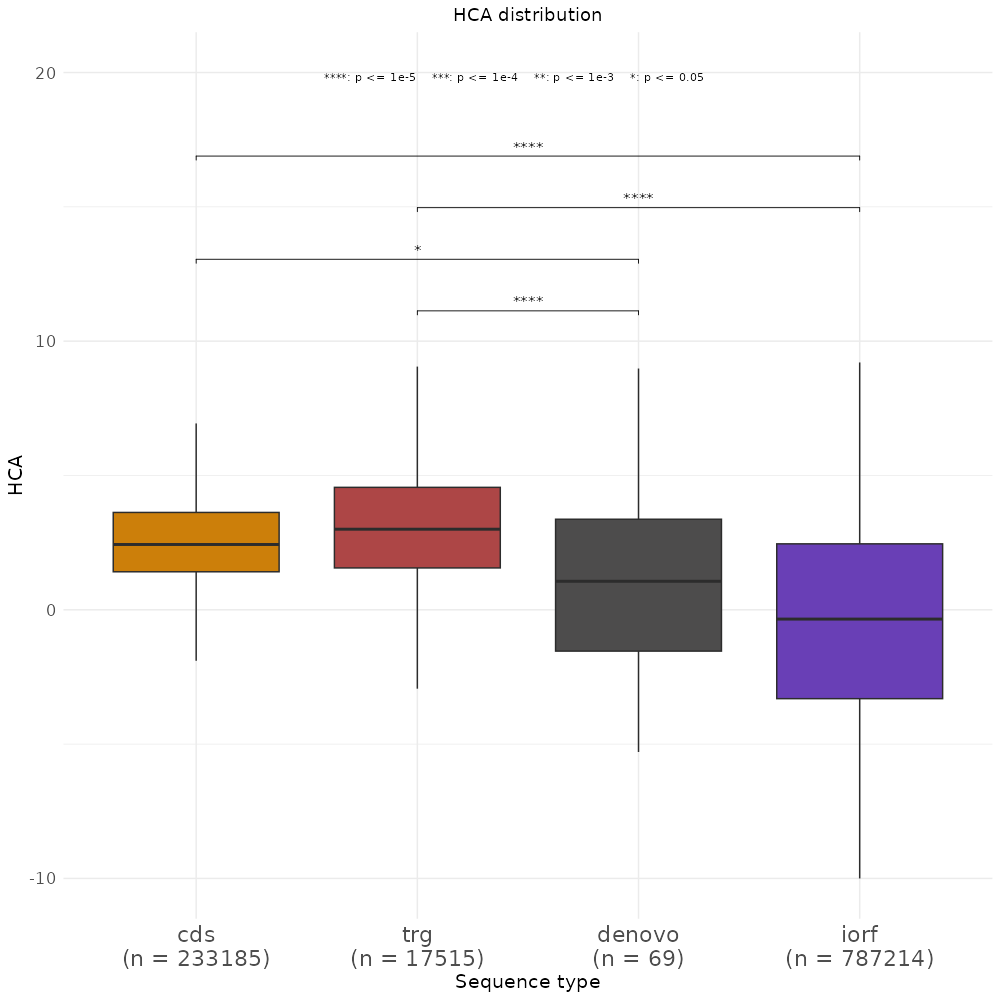 HCA distribution
****: p <= 1e-5 ***: p <= 1e-4 **: p <= 1e-3 *: p <= 0.05
20
****
****
*
****
10
HCA
0
-10
cds trg denovo iorf
(n = 233185) (n = 17515) (n = 69) (n = 787214)
Sequence type